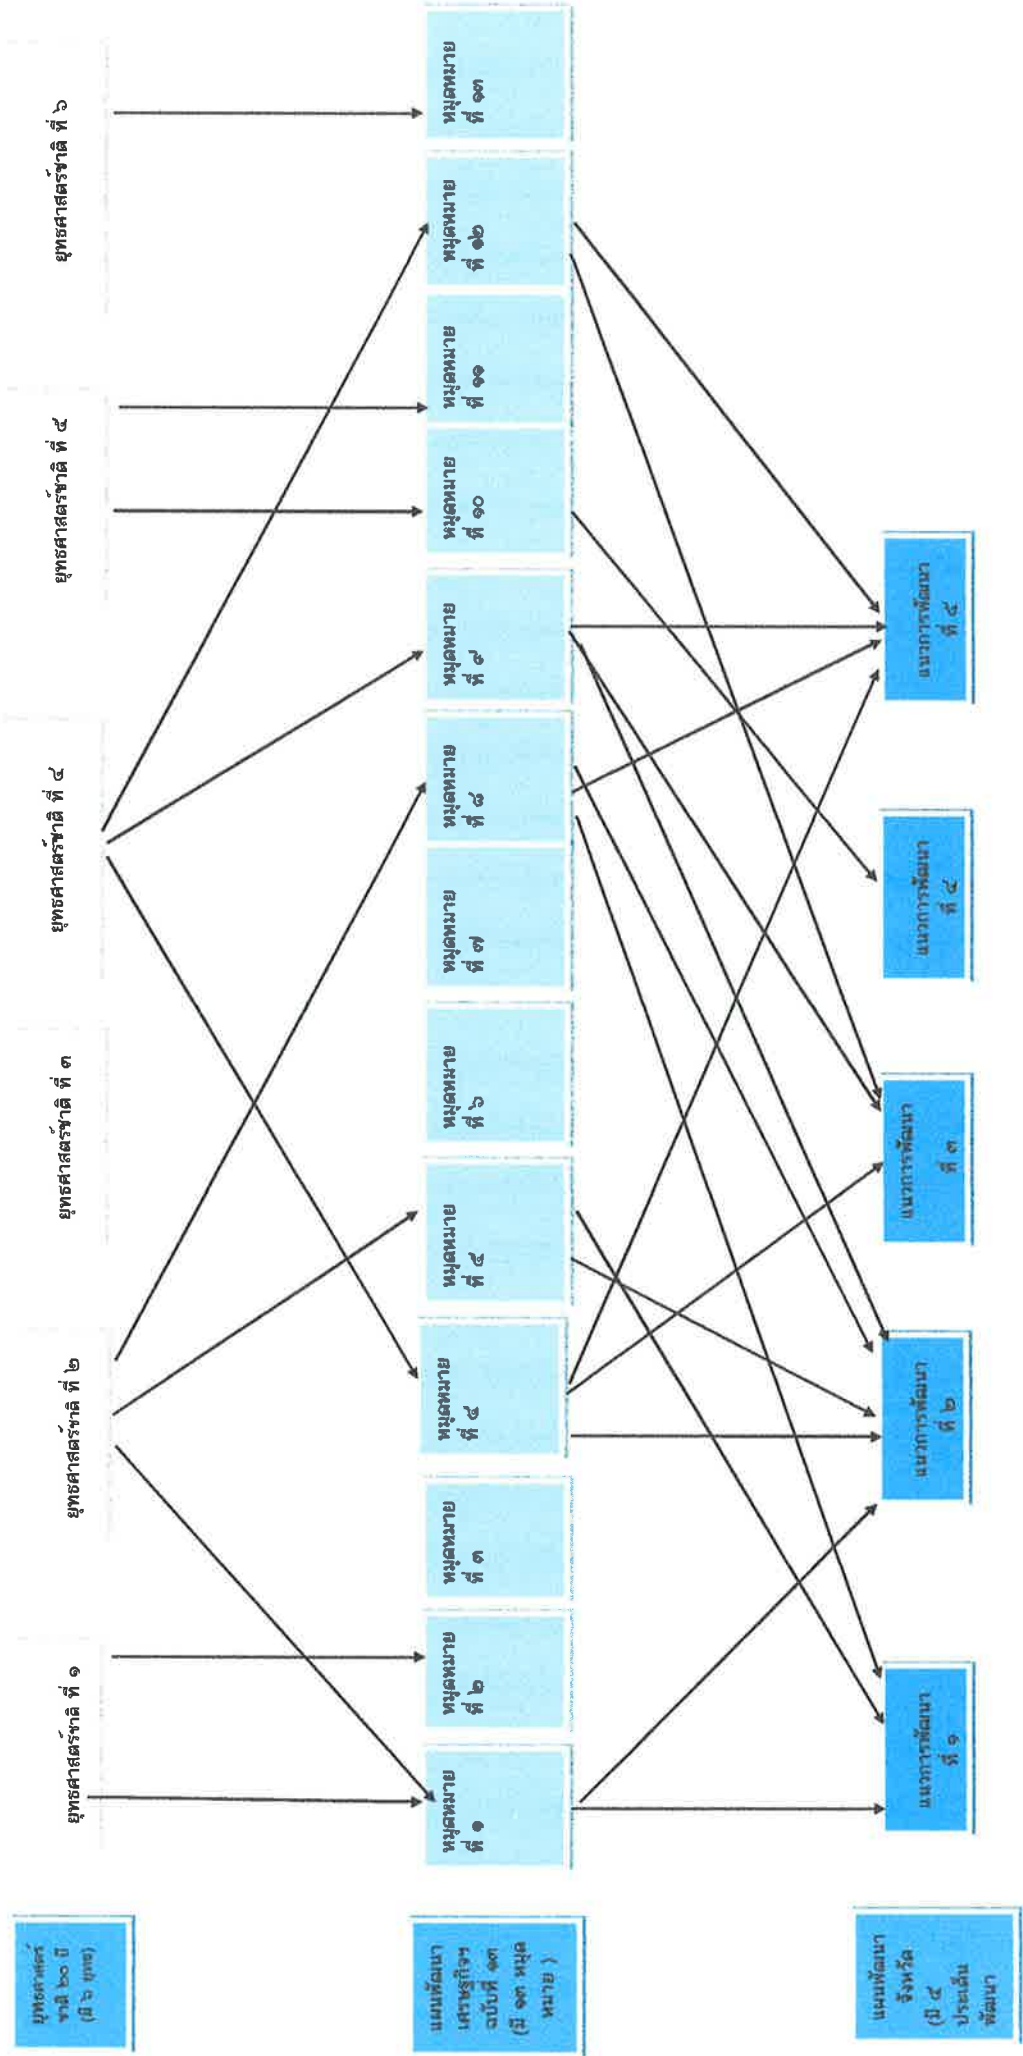 ยุทธศาสตร์
ชาติ ๒๐ ปี
(มี ๖ ยุทธ)
ยุทธศาสตร์ชาติ ที่ ๑
ยุทธศาสตร์ชาติ ที่ ๒
ยุทธศาสตร์ชาติ ที่ ๓
ยุทธศาสตร์ชาติ ที่ ๔
ยุทธศาสตร์ชาติ ที่ ๕
ยุทธศาสตร์ชาติ ที่ ๖
แผนพัฒนา
เศรษฐกิจฯ
ฉบับที่ ๑๓
(มี ๑๓ หมุด
หมาย )
หมุดหมาย
ที่ ๑
หมุดหมาย
ที่ ๒
หมุดหมาย
ที่ ๓
หมุดหมาย
ที่ ๔
หมุดหมาย
ที่ ๕
หมุดหมาย
ที่ ๖
หมุดหมาย
ที่ ๗
หมุดหมาย
ที่ ๘
หมุดหมาย
ที่ ๙
หมุดหมาย
ที่ ๑๐
หมุดหมาย
ที่ ๑๑
หมุดหมาย
ที่ ๑๒
หมุดหมาย
ที่ ๑๓
แผนพัฒนา
จังหวัด
(มี ๕
ประเด็น
พัฒนา
แนวการพัฒนา
ที่ ๑
แนวการพัฒนา
ที่ ๒
แนวการพัฒนา
ที่ ๓
แนวการพัฒนา
ที่ ๔
แนวการพัฒนา
ที่ ๕